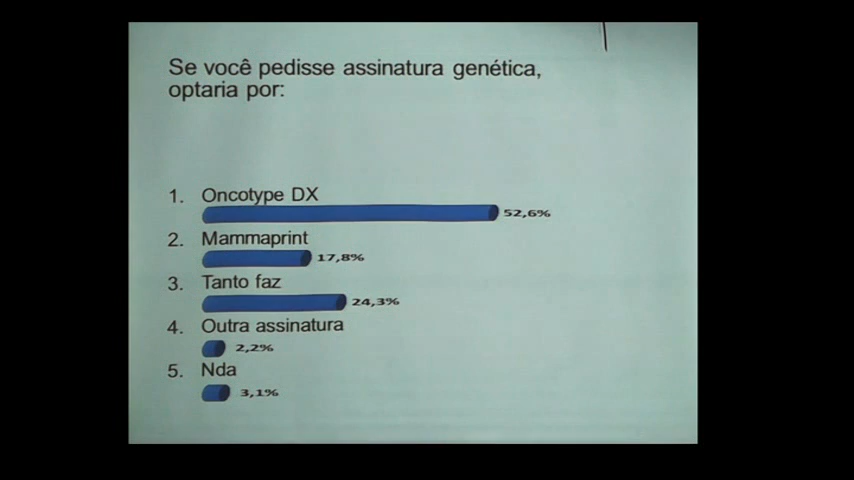 Se você pedisse assinatura genética,
optaria por:
1. Oncotype DX
52,6%
2. Mammaprint
17,8%
3. Tanto faz
24,3%
4. Outra assinatura
2,2%
5. Nda
3,1%